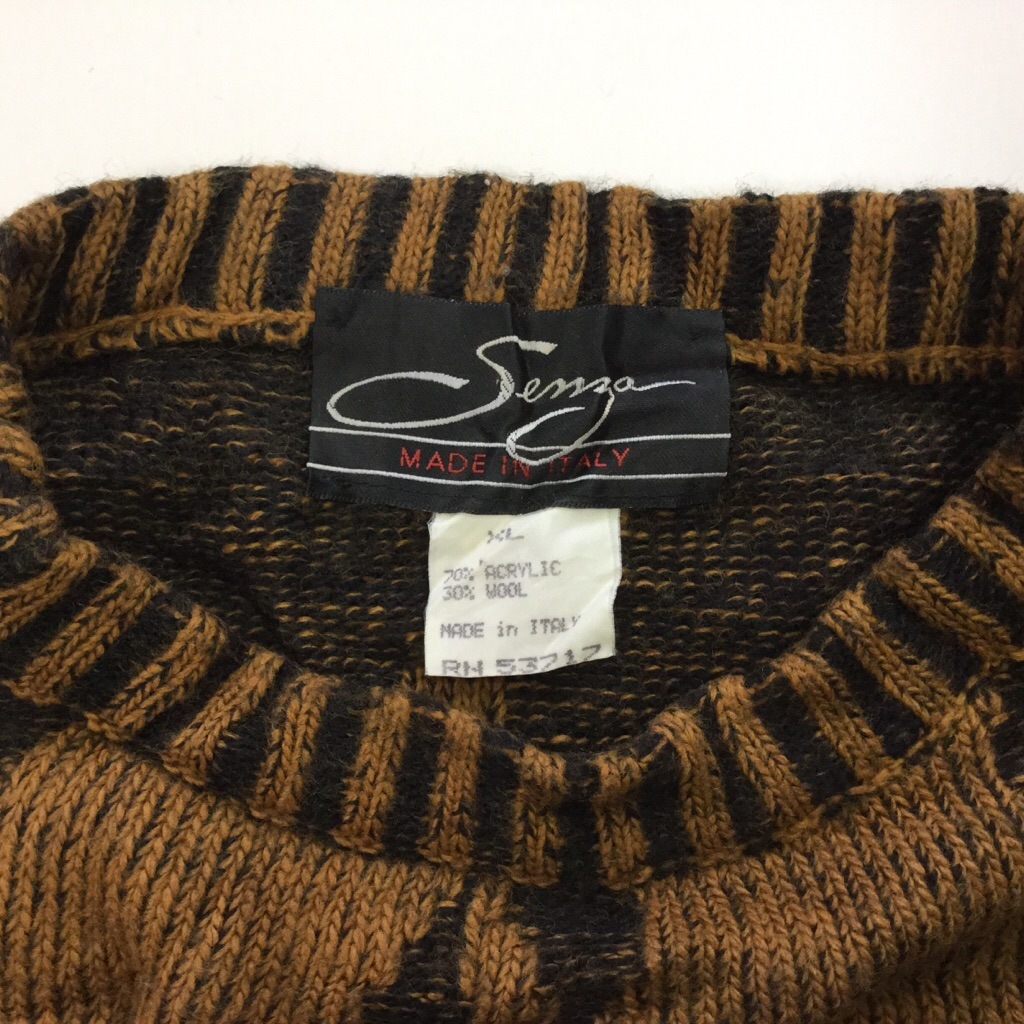 Senza
MADE IN ITALY
XL
70% ACRYLIC
30% WOOL
MADE in ITALY
RN 53717